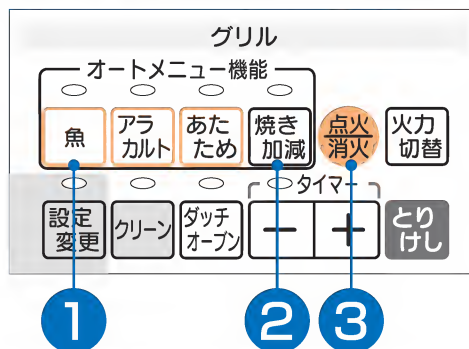 グリル
オートメニュー機能
魚
アラ
カルト
あた
ため
焼き
加減
点火
消火
火力
切替
タイマー
設定
変更
クリーン
ダッチ
オーブン
－
＋
とり
けし
1
2
3